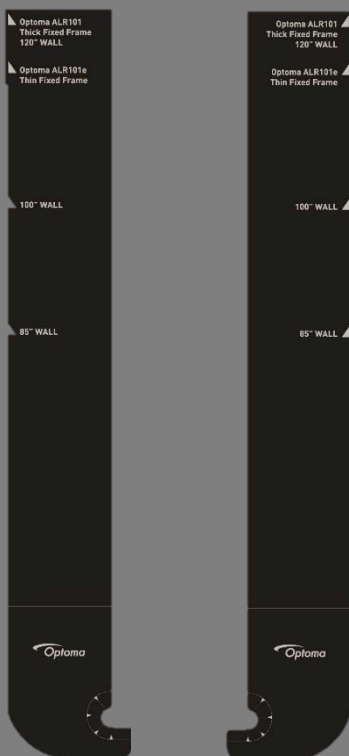 Optoma ALR101
Thick Fixed Frame
120" WALL
Optoma ALR101e
Thin Fixed Frame
100" WALL
85" WALL
Optoma
Optoma ALR101
Thick Fixed Frame
120" WALL
Optoma ALR101e
Thin Fixed Frame
100" WALL
85" WALL
Optoma